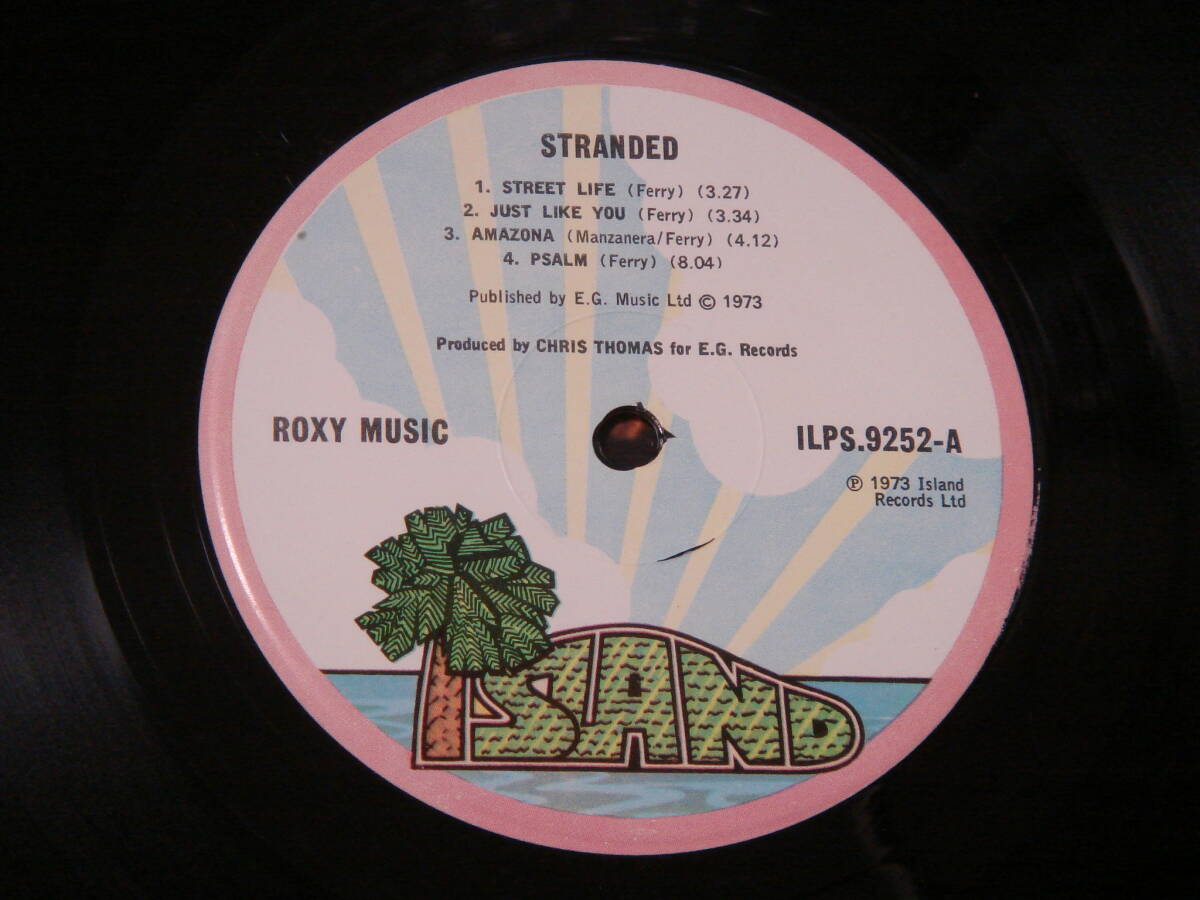 STRANDED
1. STREET LIFE (Ferry) (3.27)
2. JUST LIKE YOU (Ferry) (3.34)
3. AMAZONA (Manzanera/Ferry) (4.12)
4. PSALM (Ferry) (8.04)
Published by E.G. Music Ltd © 1973
Produced by CHRIS THOMAS for E.G. Records
ROXY MUSIC
ILPS.9252-A
℗ 1973 Island
Records Ltd
ISLAND